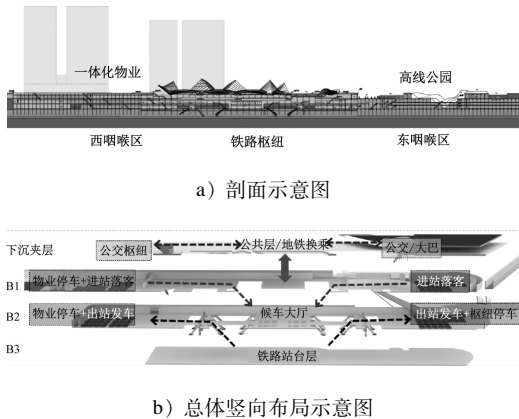 一体化物业
高线公园
西咽喉区
铁路枢纽
东咽喉区
a）剖面示意图
下沉夹层
公交枢纽
公共层/地铁换乘
公交/大巴
B1
物业停车+进站落客
进站落客
B2
物业停车+出站发车
候车大厅
出站发车+枢纽停车
B3
铁路站台层
b）总体竖向布局示意图